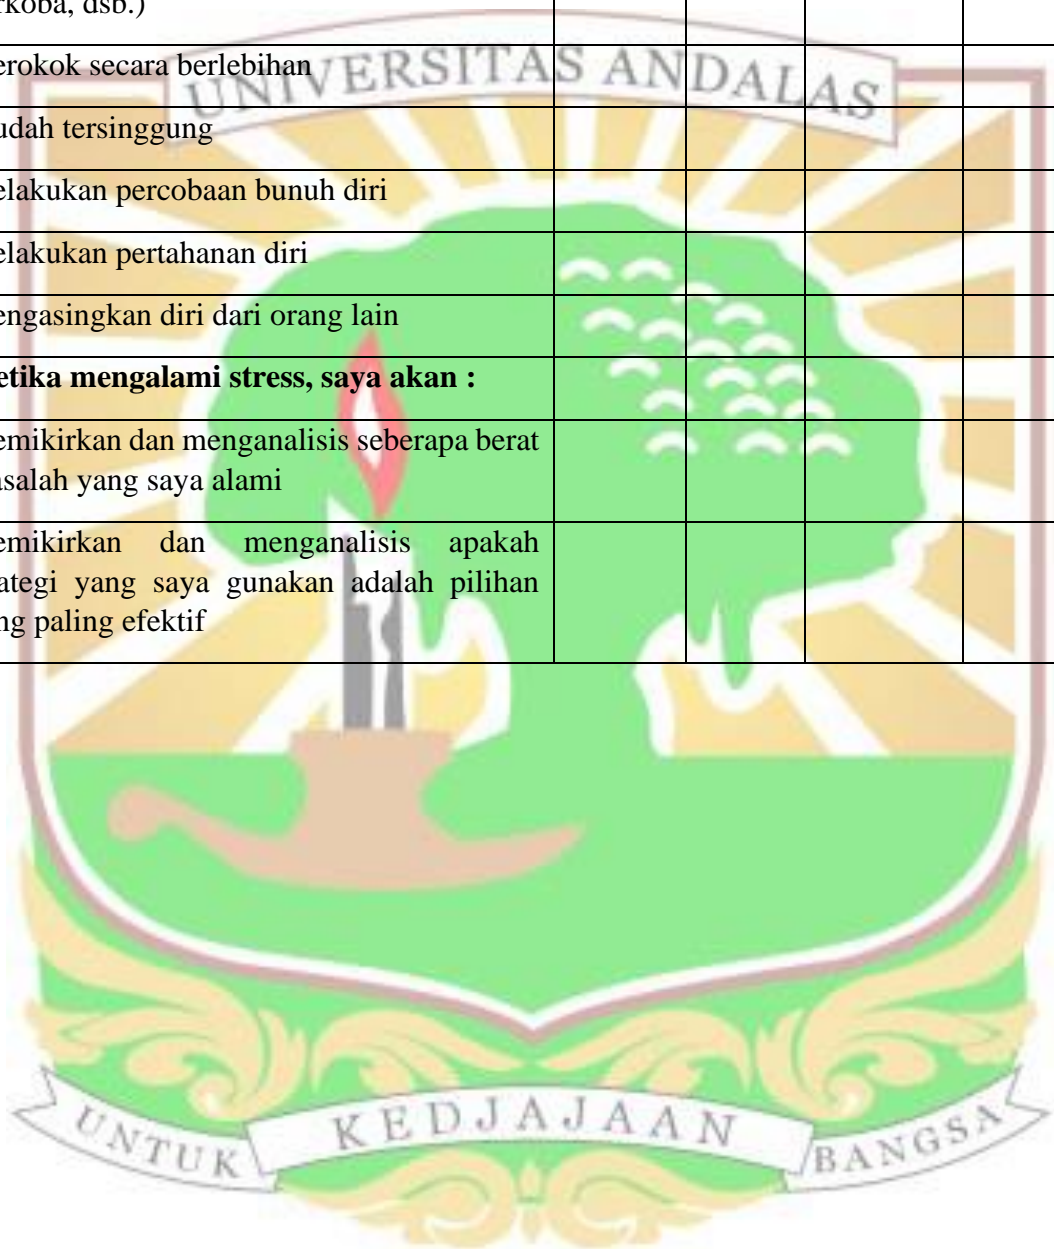 UNIVERSITAS ANDALAS
rkoba, dsb.)
erokok secara berlebihan
udah tersinggung
elakukan percobaan bunuh diri
elakukan pertahanan diri
engasingkan diri dari orang lain
etika mengalami stress, saya akan :
emikirkan dan menganalisis seberapa berat
asalah yang saya alami
emikirkan dan menganalisis apakah
ategi yang saya gunakan adalah pilihan
ng paling efektif
UNTUK KEDJAJAAN BANGSA